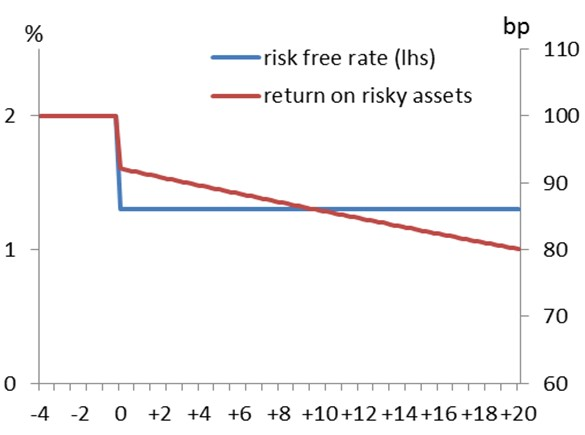 % bp
risk free rate (lhs)
return on risky assets
110
2 100
90
1 80
70
0 60
-4 -2 0 +2 +4 +6 +8 +10 +12 +14 +16 +18 +20